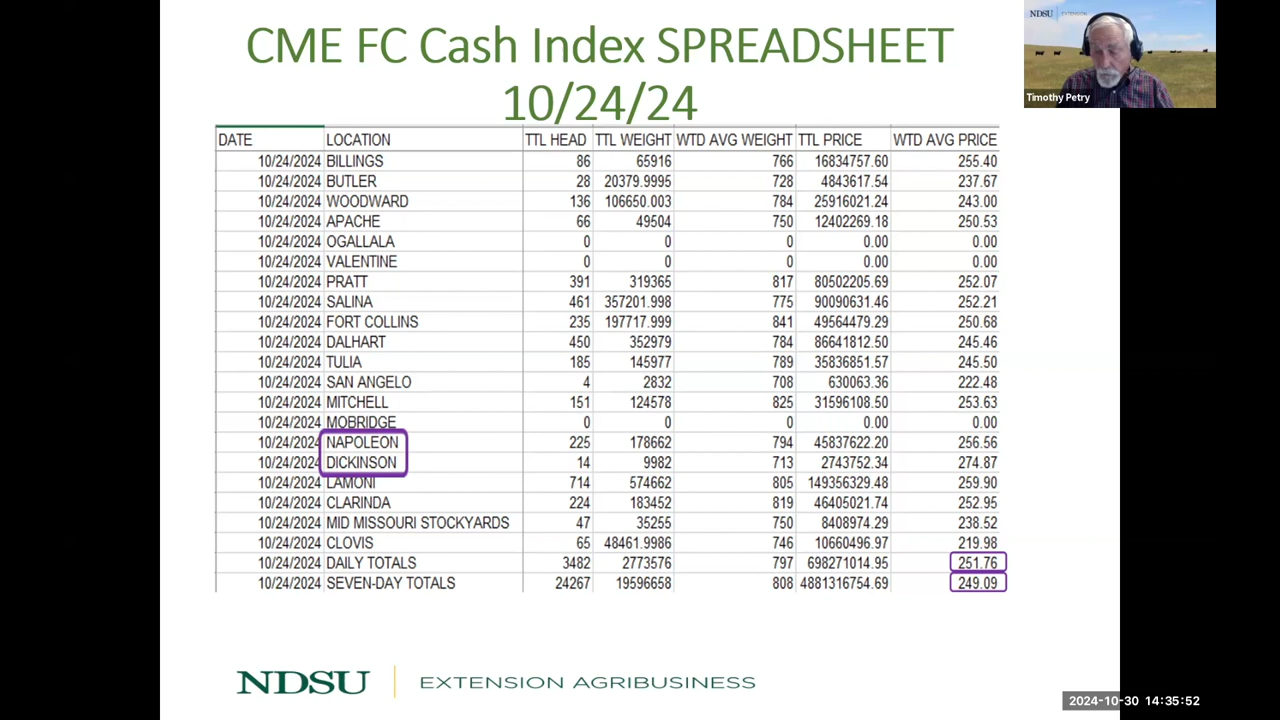 CME FC Cash Index SPREADSHEET
10/24/24
NDSU EXTENSION
Timothy Petry
DATE LOCATION TTL HEAD TTL WEIGHT WTD AVG WEIGHT TTL PRICE WTD AVG PRICE
10/24/2024 BILLINGS 86 65916 766 16834757.60 255.40
10/24/2024 BUTLER 28 20379.9995 728 4843617.54 237.67
10/24/2024 WOODWARD 136 106650.003 784 25916021.24 243.00
10/24/2024 APACHE 66 49504 750 12402269.18 250.53
10/24/2024 OGALLALA 0 0 0 0.00 0.00
10/24/2024 VALENTINE 0 0 0 0.00 0.00
10/24/2024 PRATT 391 319365 817 80502205.69 252.07
10/24/2024 SALINA 461 357201.998 775 90090631.46 252.21
10/24/2024 FORT COLLINS 235 197717.999 841 49564479.29 250.68
10/24/2024 DALHART 450 352979 784 86641812.50 245.46
10/24/2024 TULIA 185 145977 789 35836851.57 245.50
10/24/2024 SAN ANGELO 4 2832 708 630063.36 222.48
10/24/2024 MITCHELL 151 124578 825 31596108.50 253.63
10/24/2024 MOBRIDGE 0 0 0 0.00 0.00
10/24/2024 NAPOLEON 225 178662 794 45837622.20 256.56
10/24/2024 DICKINSON 14 9982 713 2743752.34 274.87
10/24/2024 LAMONI 714 574662 805 149356329.48 259.90
10/24/2024 CLARINDA 224 183452 819 46405021.74 252.95
10/24/2024 MID MISSOURI STOCKYARDS 47 35255 750 8408974.29 238.52
10/24/2024 CLOVIS 65 48461.9986 746 10660496.97 219.98
10/24/2024 DAILY TOTALS 3482 2773576 797 698271014.95 251.76
10/24/2024 SEVEN-DAY TOTALS 24267 19596658 808 4881316754.69 249.09
NDSU EXTENSION AGRIBUSINESS
2024-10-30 14:35:52